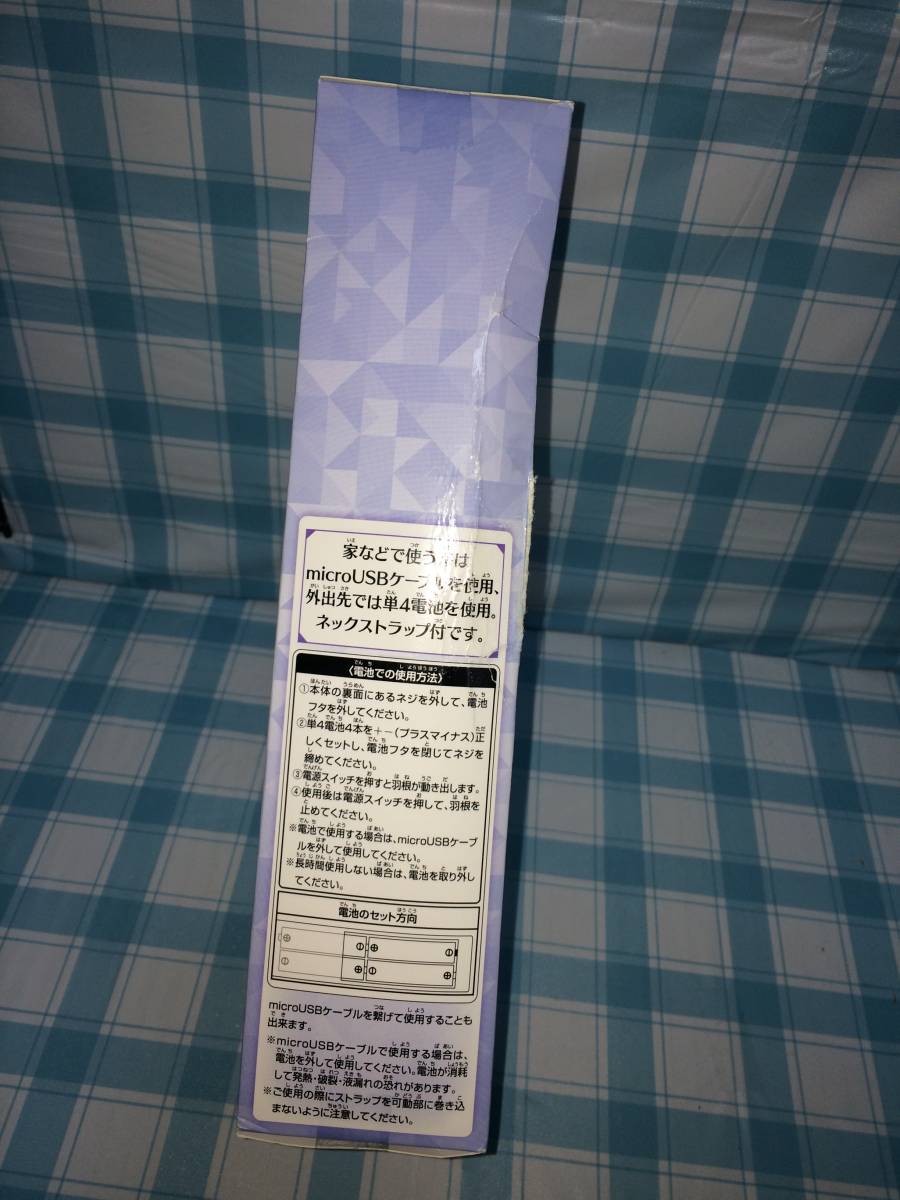 家などで使う時は
microUSBケーブルを使用、
外出先では単4電池を使用。
ネックストラップ付です。
〈電池での使用方法〉
①本体の裏面にあるネジを外して、電池
フタを外してください。
②単4電池4本を＋－(プラスマイナス)正
しくセットし、電池フタを閉じてネジを
締めてください。
③電源スイッチを押すと羽根が動き出します。
④使用後は電源スイッチを押して、羽根を
止めてください。
※電池で使用する場合は、microUSBケーブ
ルを外して使用してください。
※長時間使用しない場合は、電池を取り外し
てください。
電池のセット方向
microUSBケーブルを繋げて使用することも
出来ます。
※microUSBケーブルで使用する場合は、
電池を外して使用してください。電池が消耗
して発熱・破裂・液漏れの恐れがあります。
※ご使用の際にストラップを可動部に巻き込
まないように注意してください。